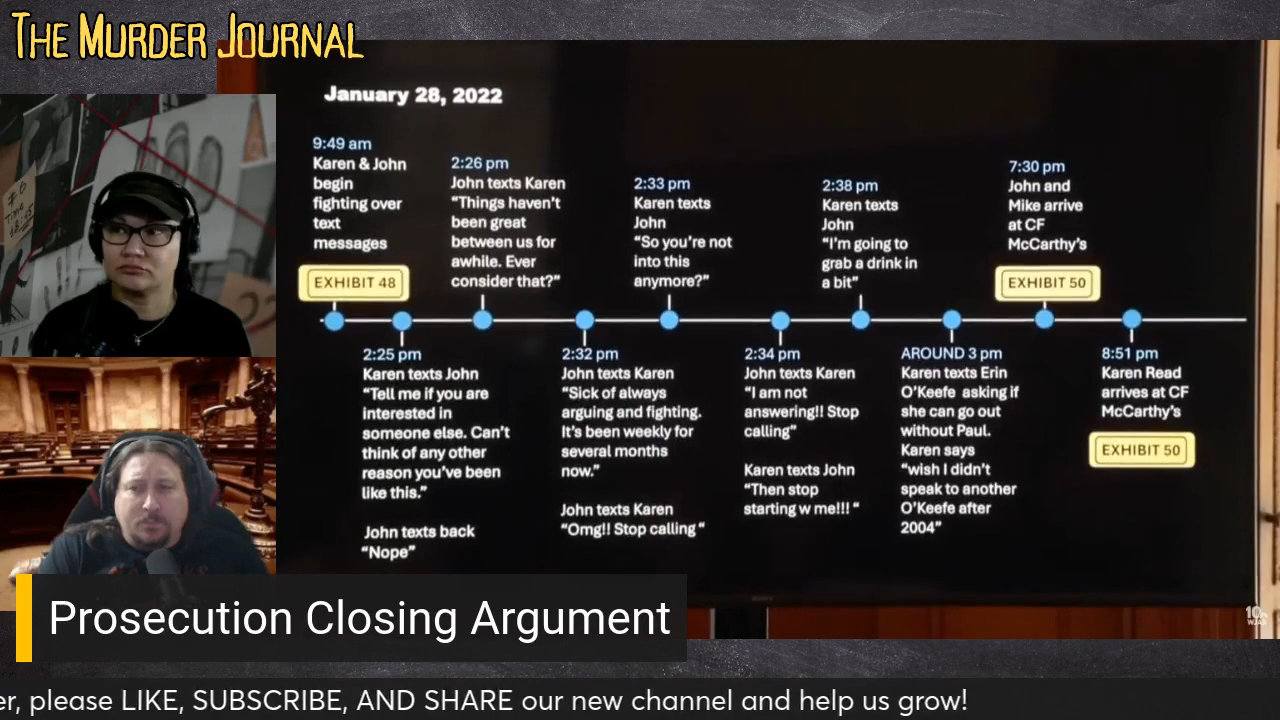 THE MURDER JOURNAL
January 28, 2022
9:49 am
Karen & John
begin
fighting over
text
messages
EXHIBIT 48
2:25 pm
Karen texts John
“Tell me if you are
interested in
someone else. Can’t
think of any other
reason you’ve been
like this.”
John texts back
“Nope”
2:26 pm
John texts Karen
“Things haven’t
been great
between us for
awhile. Ever
consider that?”
2:32 pm
John texts Karen
“Sick of always
arguing and fighting.
It’s been weekly for
several months
now.”
John texts Karen
“Omg!! Stop calling “
2:33 pm
Karen texts
John
“So you’re not
into this
anymore?”
2:34 pm
John texts Karen
“I am not
answering!! Stop
calling”
Karen texts John
“Then stop
starting w me!!! “
2:38 pm
Karen texts
John
“I’m going to
grab a drink in
a bit”
AROUND 3 pm
Karen texts Erin
O’Keefe asking if
she can go out
without Paul.
Karen says
“wish I didn’t
speak to another
O’Keefe after
2004”
7:30 pm
John and
Mike arrive
at CF
McCarthy’s
EXHIBIT 50
8:51 pm
Karen Read
arrives at CF
McCarthy’s
EXHIBIT 50
10
WJAR
Prosecution Closing Argument
er, please LIKE, SUBSCRIBE, AND SHARE our new channel and help us grow!